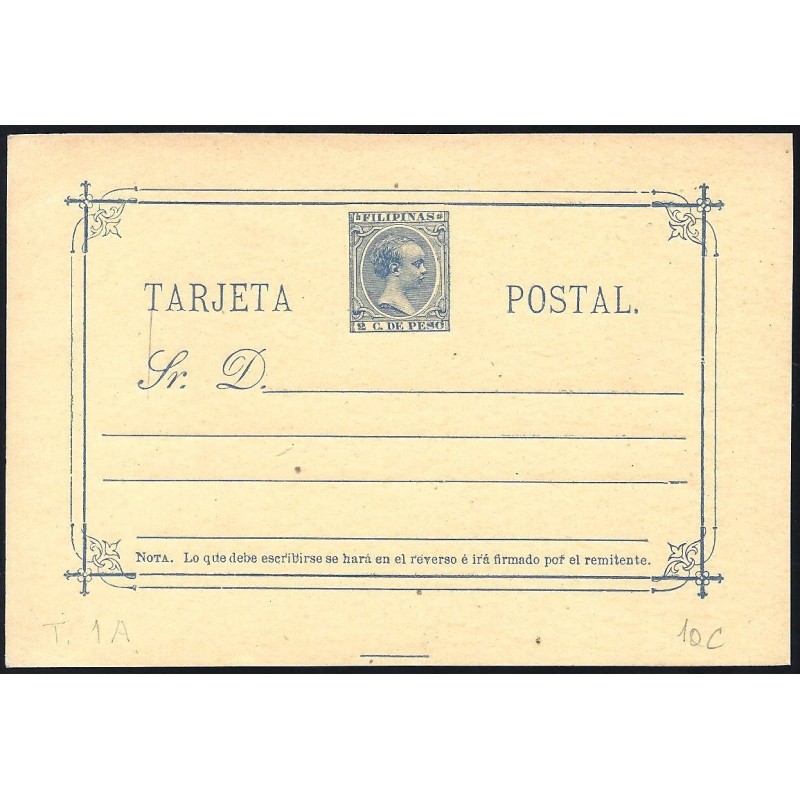 FILIPINAS
TARJETA POSTAL.
2 C. DE PESO
Sr. D.
NOTA. Lo que debe escribirse se hará en el reverso é irá firmado por el remitente.
T. 1A 10C